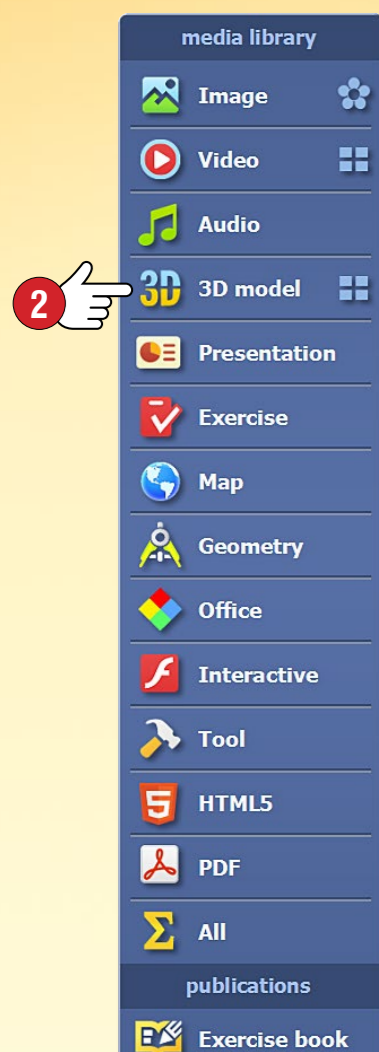 media library
Image
Video
Audio
2
3D 3D model
Presentation
Exercise
Map
Geometry
Office
Interactive
Tool
5 HTML5
PDF
Σ All
publications
Exercise book